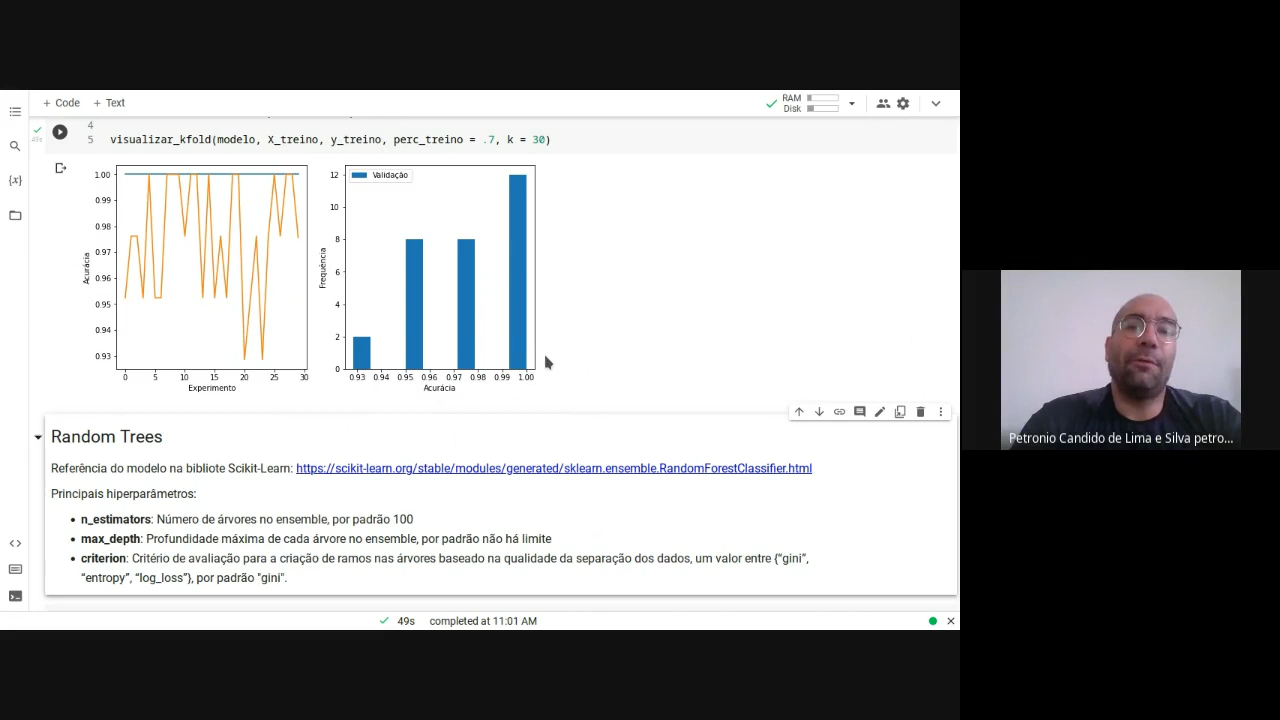 + Code + Text
RAM
Disk
4
49s
5 visualizar_kfold(modelo, X_treino, y_treino, perc_treino = .7, k = 30)
{x}
1.00
0.99
0.98
0.97
0.96
0.95
0.94
0.93
Acurácia
0 5 10 15 20 25 30
Experimento
Validação
12
10
8
6
4
2
0
Frequência
0.93 0.94 0.95 0.96 0.97 0.98 0.99 1.00
Acurácia
Random Trees
Referência do modelo na bibliote Scikit-Learn: https://scikit-learn.org/stable/modules/generated/sklearn.ensemble.RandomForestClassifier.html
Principais hiperparâmetros:
• n_estimators: Número de árvores no ensemble, por padrão 100
• max_depth: Profundidade máxima de cada árvore no ensemble, por padrão não há limite
• criterion: Critério de avaliação para a criação de ramos nas árvores baseado na qualidade da separação dos dados, um valor entre {“gini”,
“entropy”, “log_loss”}, por padrão "gini".
49s completed at 11:01 AM
Petronio Candido de Lima e Silva petro...